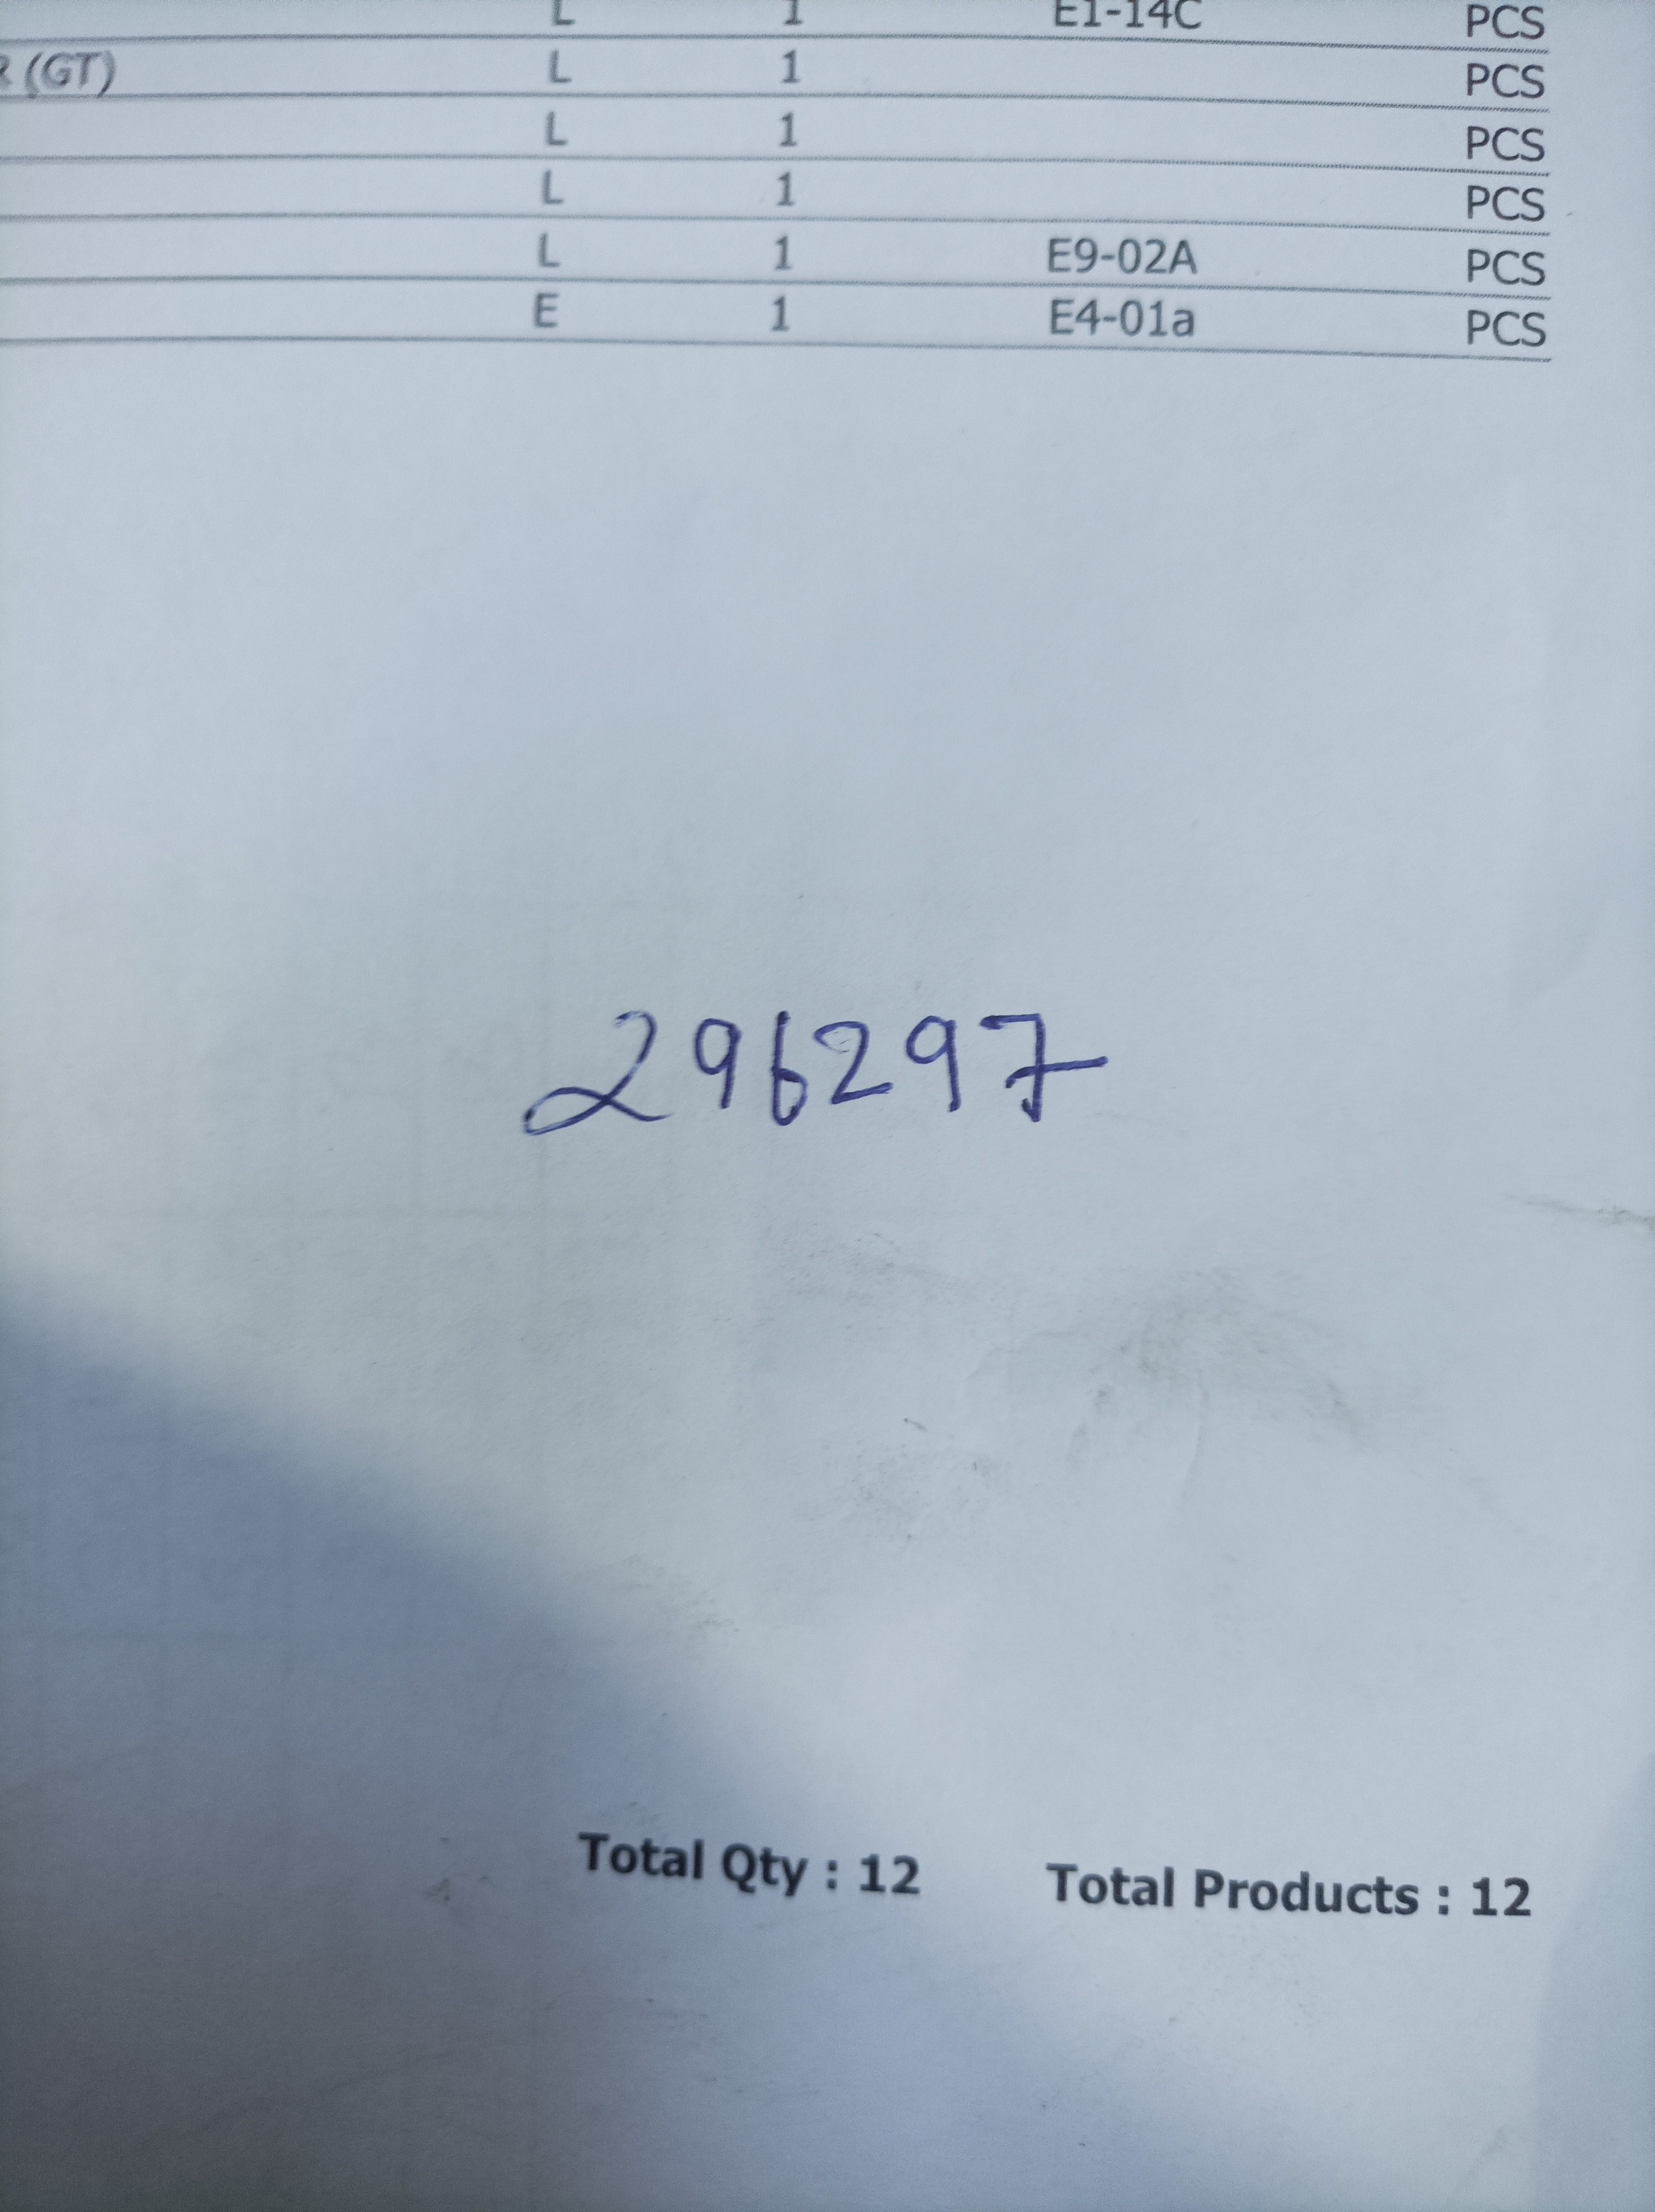 L 1 E1-14C PCS
(GT) L 1 PCS
L 1 PCS
L 1 PCS
L 1 E9-02A PCS
E 1 E4-01a PCS
296297
Total Qty : 12 Total Products : 12